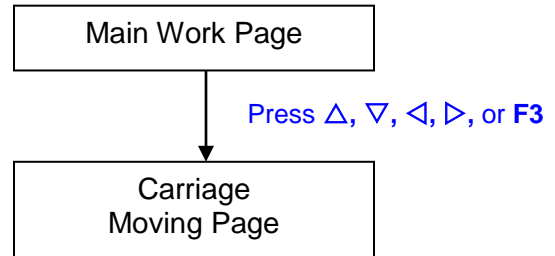 Main Work Page
Press △, ▽, ◁, ▷, or F3
Carriage
Moving Page